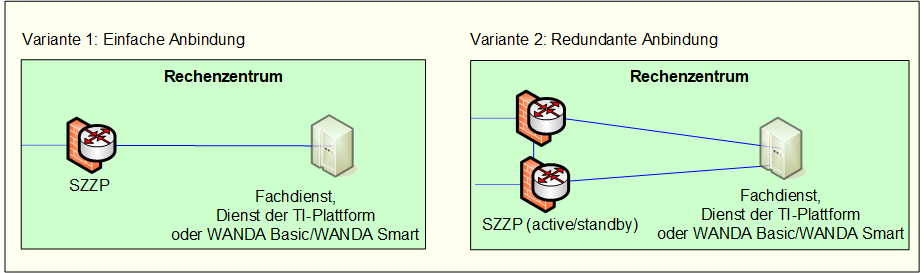 Variante 1: Einfache Anbindung
Rechenzentrum
SZZP
Fachdienst,
Dienst der TI-Plattform
oder WANDA Basic/WANDA Smart
Variante 2: Redundante Anbindung
Rechenzentrum
SZZP (active/standby)
Fachdienst,
Dienst der TI-Plattform
oder WANDA Basic/WANDA Smart